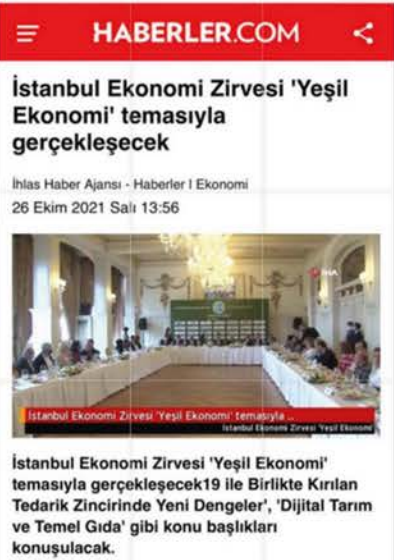 HABERLER.COM
İstanbul Ekonomi Zirvesi 'Yeşil
Ekonomi' temasıyla
gerçekleşecek
İhlas Haber Ajansı - Haberler | Ekonomi
26 Ekim 2021 Salı 13:56
İHA
İstanbul Ekonomi Zirvesi 'Yeşil Ekonomi' temasıyla ...
İstanbul Ekonomi Zirvesi 'Yeşil Ekonomi'
İstanbul Ekonomi Zirvesi 'Yeşil Ekonomi'
temasıyla gerçekleşecek19 ile Birlikte Kırılan
Tedarik Zincirinde Yeni Dengeler', 'Dijital Tarım
ve Temel Gıda' gibi konu başlıkları
konuşulacak.